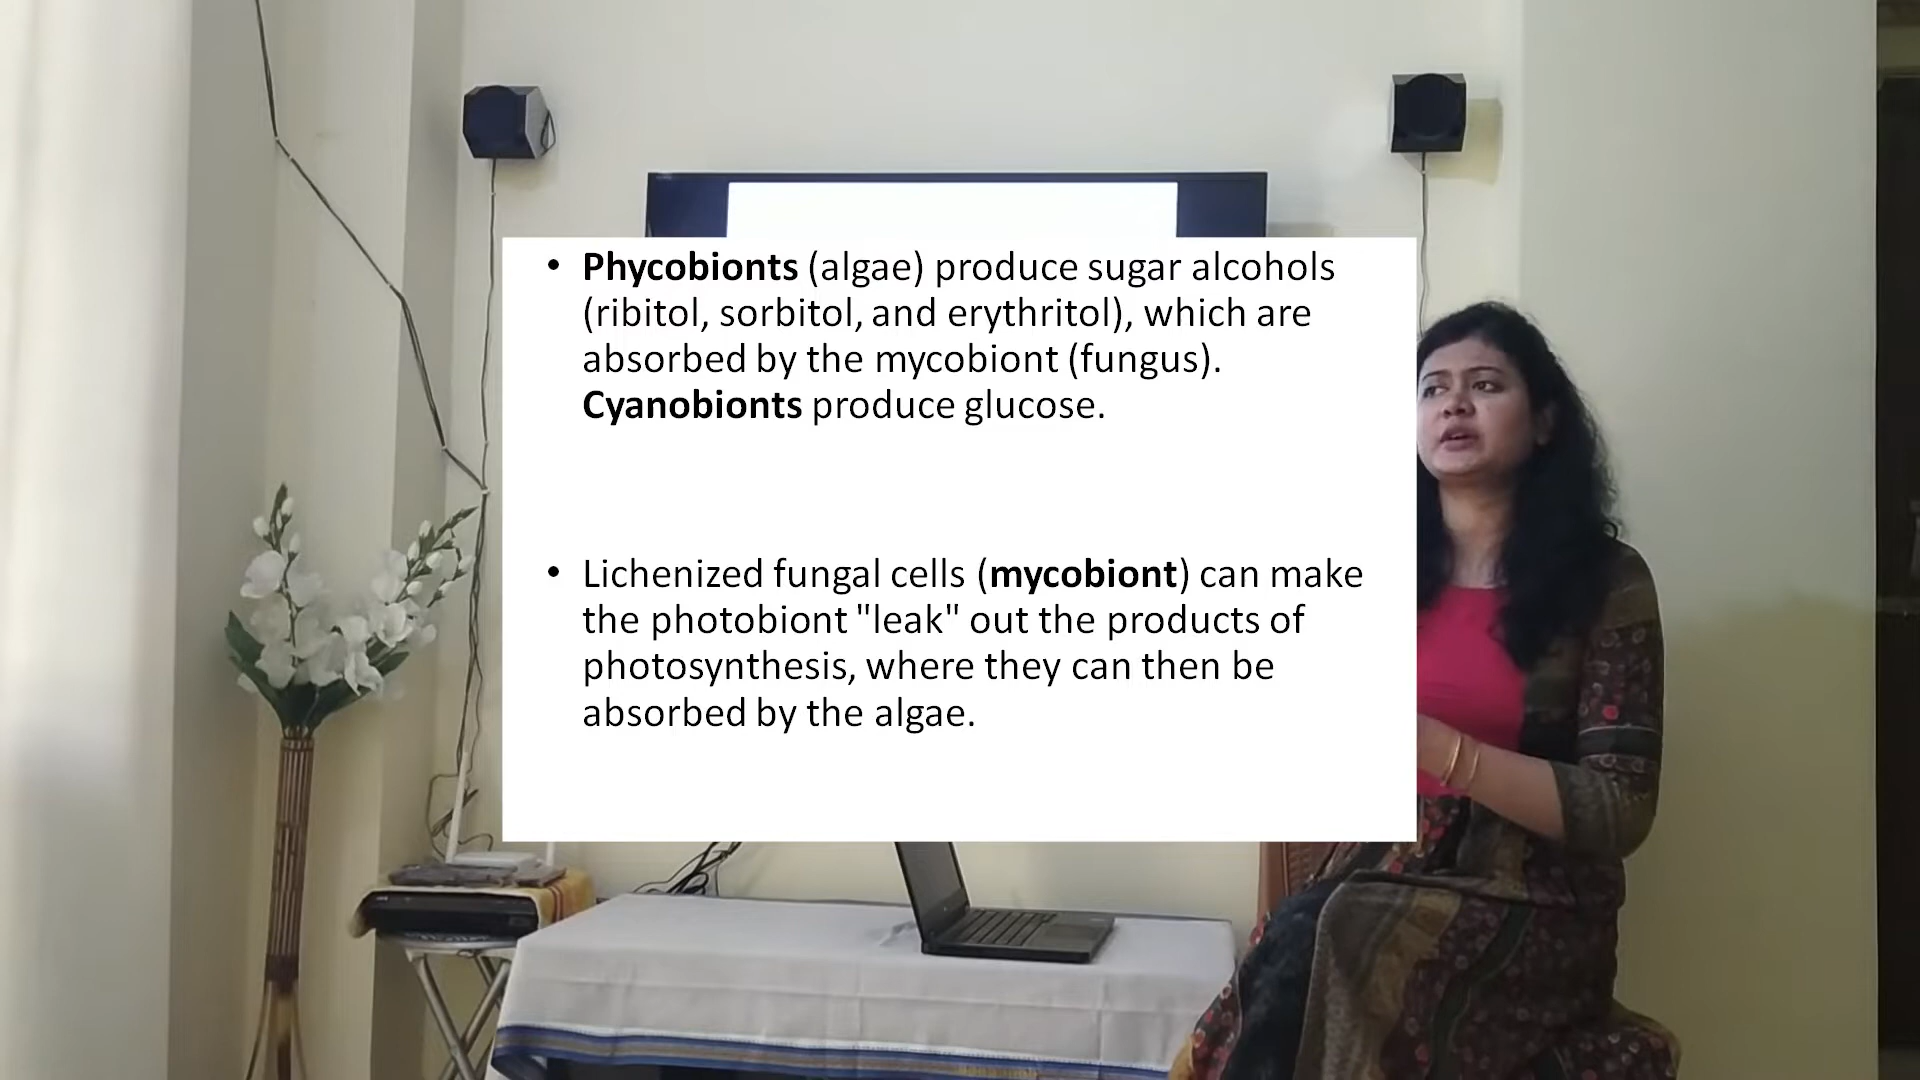 • Phycobionts (algae) produce sugar alcohols
(ribitol, sorbitol, and erythritol), which are
absorbed by the mycobiont (fungus).
Cyanobionts produce glucose.
• Lichenized fungal cells (mycobiont) can make
the photobiont "leak" out the products of
photosynthesis, where they can then be
absorbed by the algae.